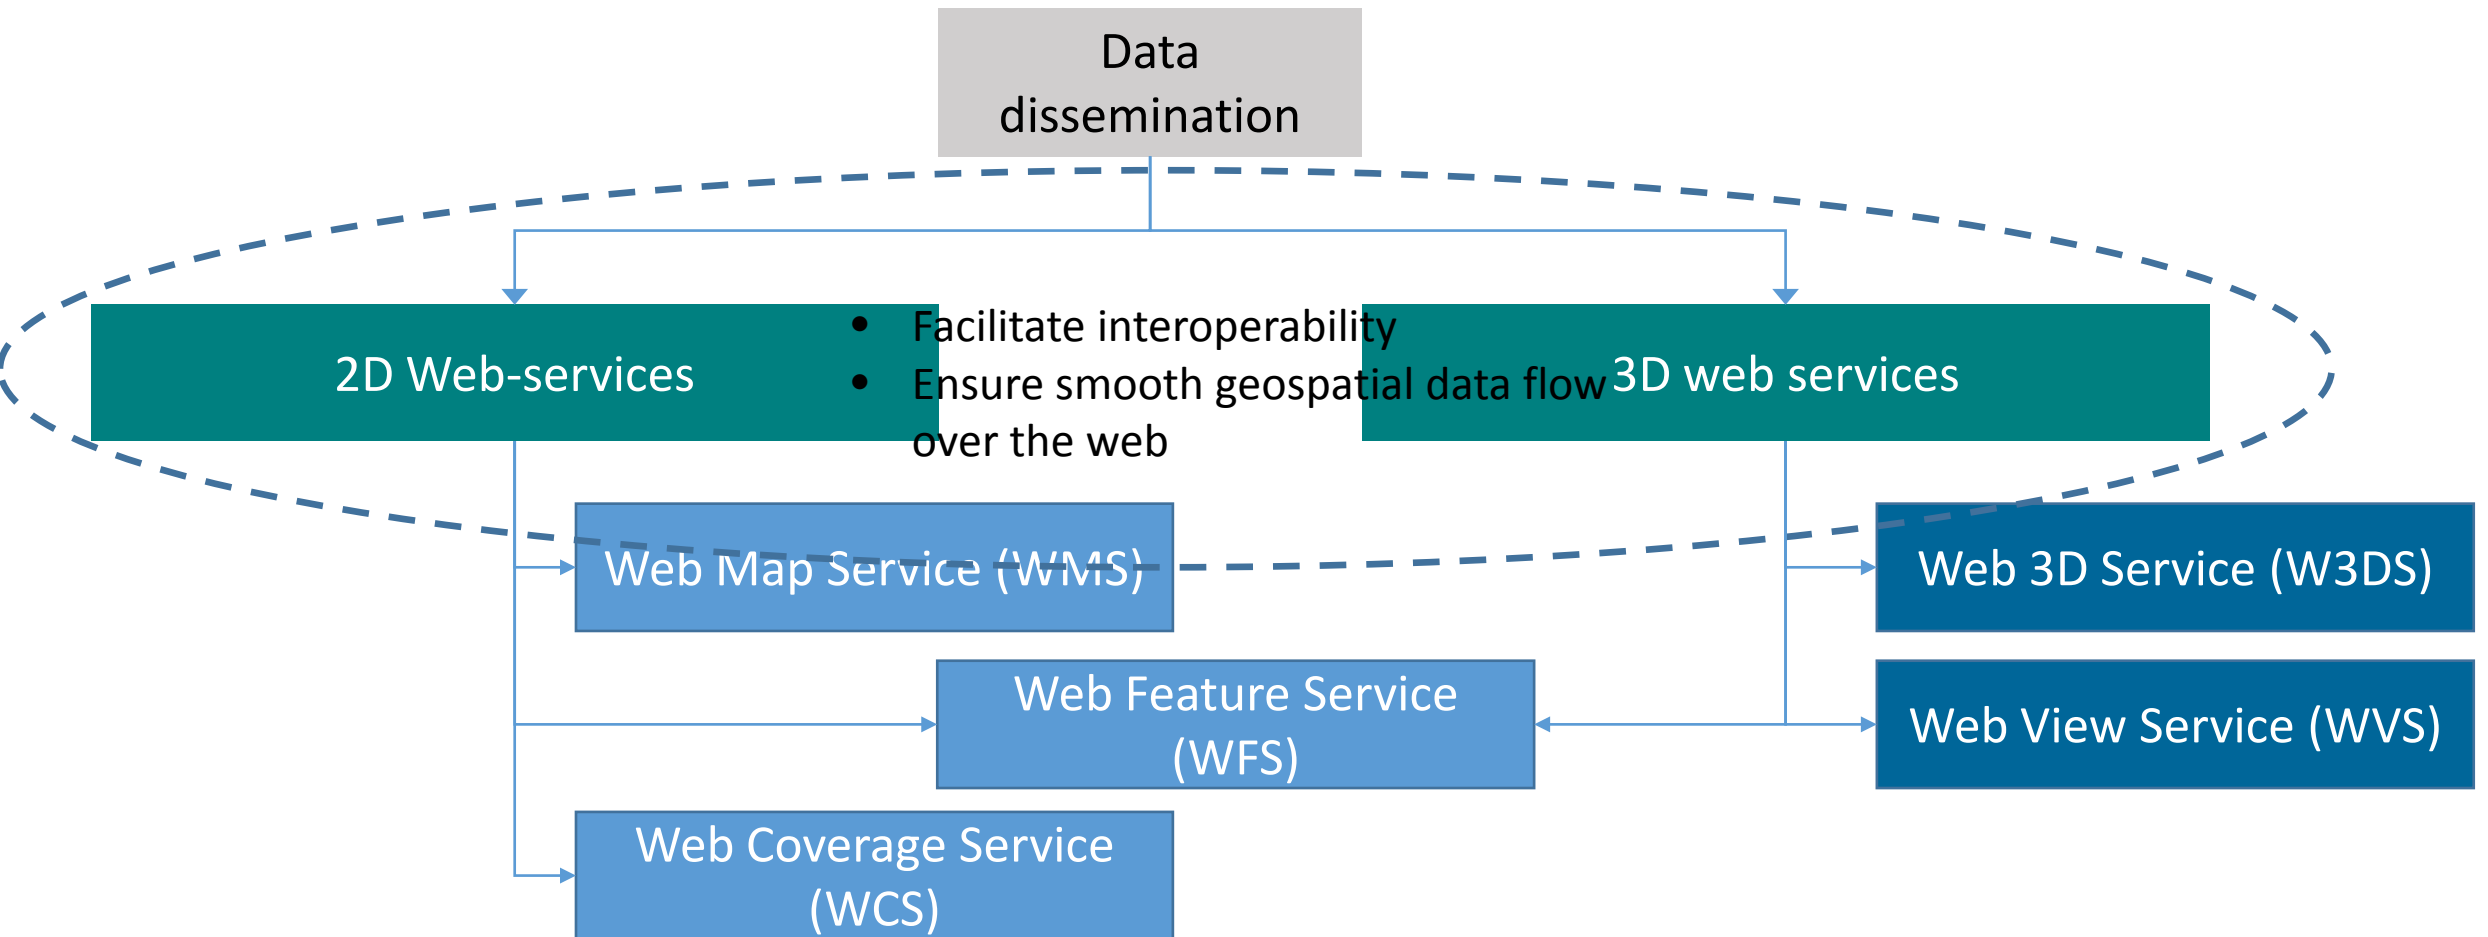 Data
dissemination
2D Web-services
• Facilitate interoperability
• Ensure smooth geospatial data flow
over the web
3D web services
Web Map Service (WMS)
Web 3D Service (W3DS)
Web Feature Service
(WFS)
Web View Service (WVS)
Web Coverage Service
(WCS)